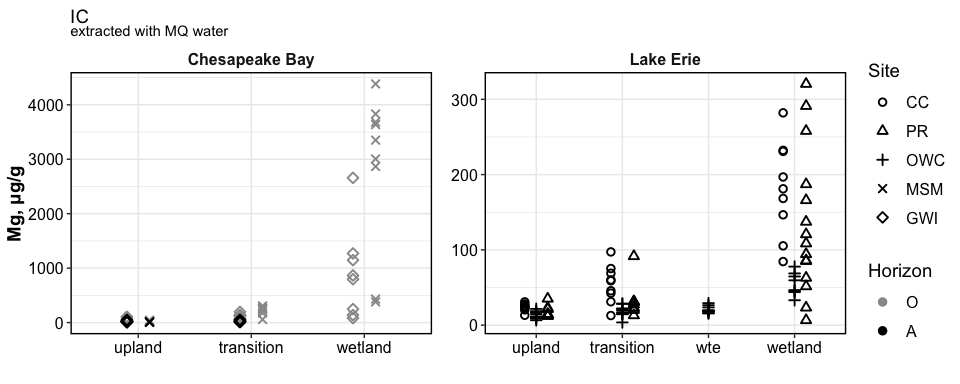 IC
extracted with MQ water
Chesapeake Bay
Lake Erie
Mg, μg/g
4000
3000
2000
1000
0
upland
transition
wetland
300
200
100
0
upland
transition
wte
wetland
Site
CC
PR
OWC
MSM
GWI
Horizon
O
A